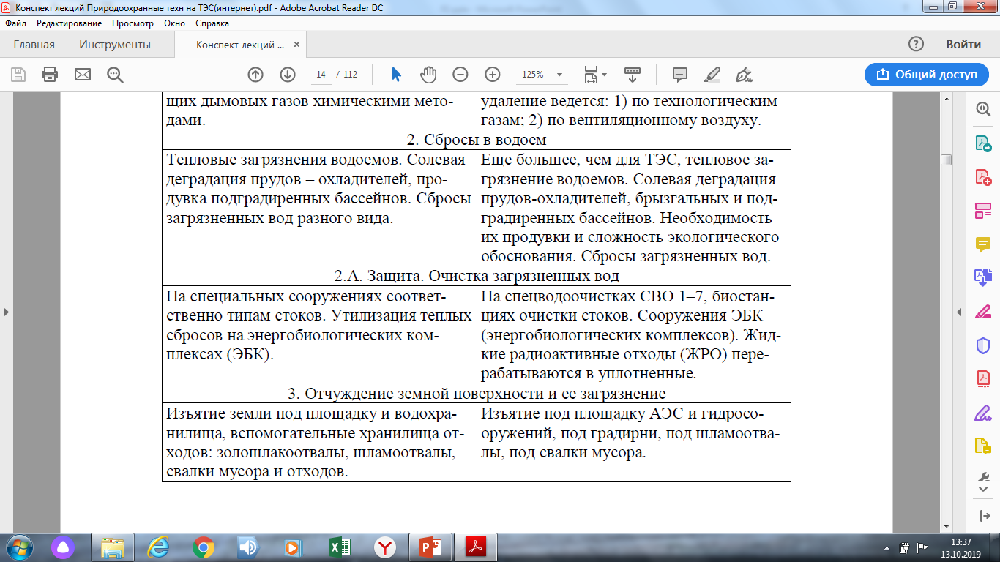 Конспект лекций Природоохранные техн на ТЭС(интернет).pdf - Adobe Acrobat Reader DC
Файл Редактирование Просмотр Окно Справка
Главная Инструменты Конспект лекций ... × Войти
14 / 112 125% Общий доступ
щих дымовых газов химическими мето-
дами.
удаление ведется: 1) по технологическим
газам; 2) по вентиляционному воздуху.
2. Сбросы в водоем
Тепловые загрязнения водоемов. Солевая
деградация прудов – охладителей, про-
дувка подградиренных бассейнов. Сбросы
загрязненных вод разного вида.
Еще большее, чем для ТЭС, тепловое за-
грязнение водоемов. Солевая деградация
прудов-охладителей, брызгальных и под-
градиренных бассейнов. Необходимость
их продувки и сложность экологического
обоснования. Сбросы загрязненных вод.
2.А. Защита. Очистка загрязненных вод
На специальных сооружениях соответ-
ственно типам стоков. Утилизация теплых
сбросов на энергобиологических ком-
плексах (ЭБК).
На спецводоочистках СВО 1–7, биостан-
циях очистки стоков. Сооружения ЭБК
(энергобиологических комплексов). Жид-
кие радиоактивные отходы (ЖРО) пере-
рабатываются в уплотненные.
3. Отчуждение земной поверхности и ее загрязнение
Изъятие земли под площадку и водохра-
нилища, вспомогательные хранилища от-
ходов: золошлакоотвалы, шламоотвалы,
свалки мусора и отходов.
Изъятие под площадку АЭС и гидросо-
оружений, под градирни, под шламоотва-
лы, под свалки мусора.
13:37
13.10.2019